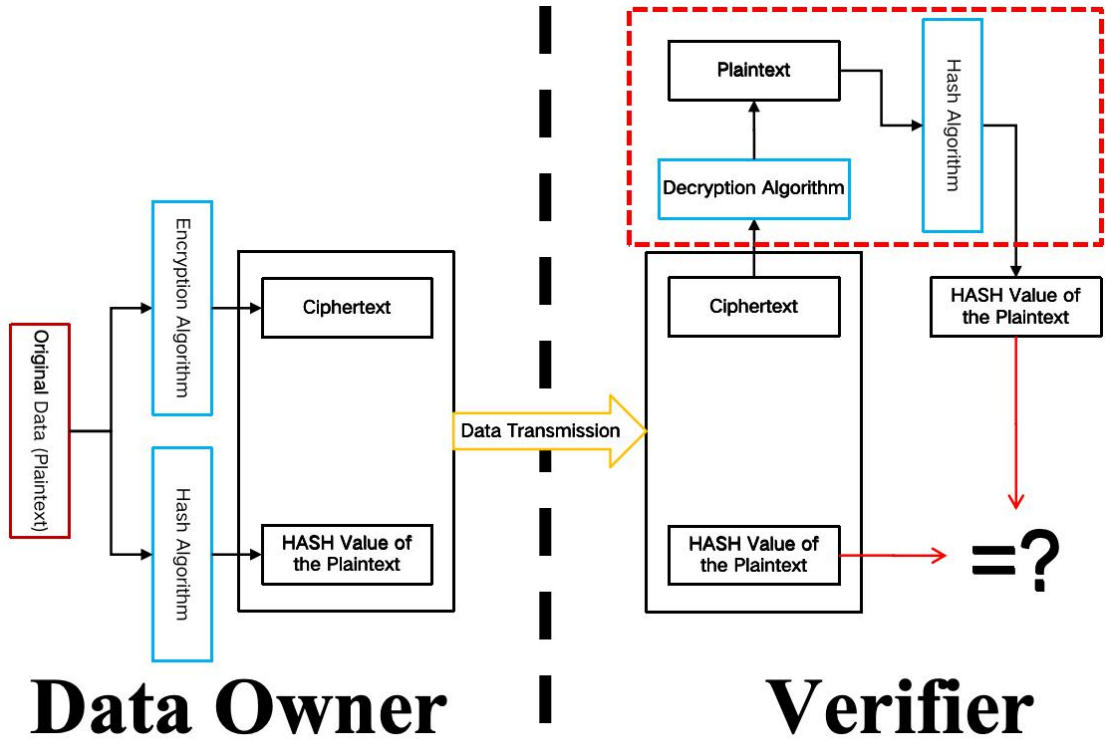 Original Data (Plaintext)
Encryption Algorithm
Hash Algorithm
Ciphertext
HASH Value of
the Plaintext
Data Transmission
Plaintext
Decryption Algorithm
Hash Algorithm
Ciphertext
HASH Value of
the Plaintext
HASH Value of
the Plaintext
=?
Data Owner
Verifier